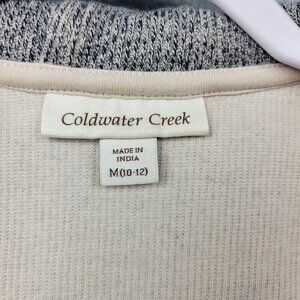 Coldwater Creek
MADE IN
INDIA
M(10-12)